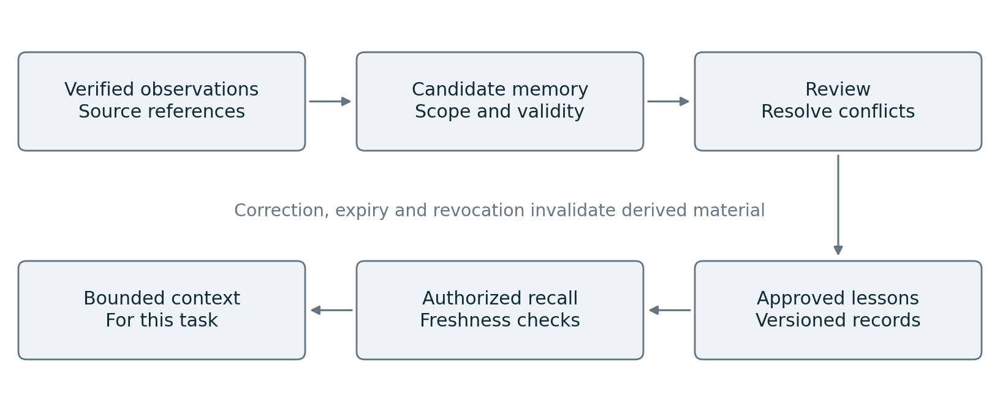 Verified observations
Source references
Candidate memory
Scope and validity
Review
Resolve conflicts
Correction, expiry and revocation invalidate derived material
Bounded context
For this task
Authorized recall
Freshness checks
Approved lessons
Versioned records